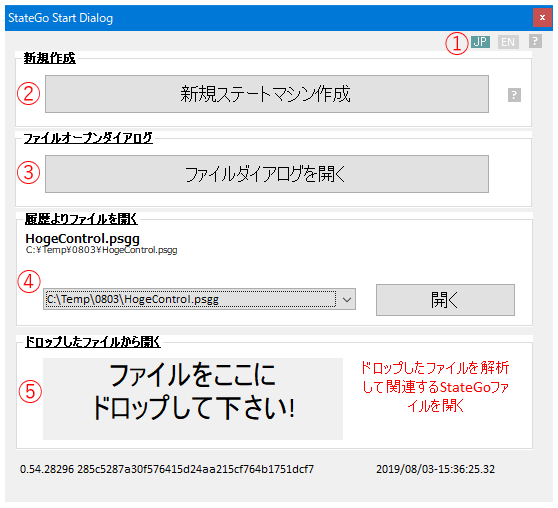 StateGo Start Dialog
x
① JP EN ?
新規作成
② 新規ステートマシン作成 ?
ファイルオープンダイアログ
③ ファイルダイアログを開く
履歴よりファイルを開く
HogeControl.psgg
C:¥Temp¥0803¥HogeControl.psgg
④ C:\Temp\0803\HogeControl.psgg 開く
ドロップしたファイルから開く
⑤ ファイルをここに
ドロップして下さい!
ドロップしたファイルを解析
して関連するStateGoファ
イルを開く
0.54.28296 285c5287a30f576415d24aa215cf764b1751dcf7 2019/08/03-15:36:25.32